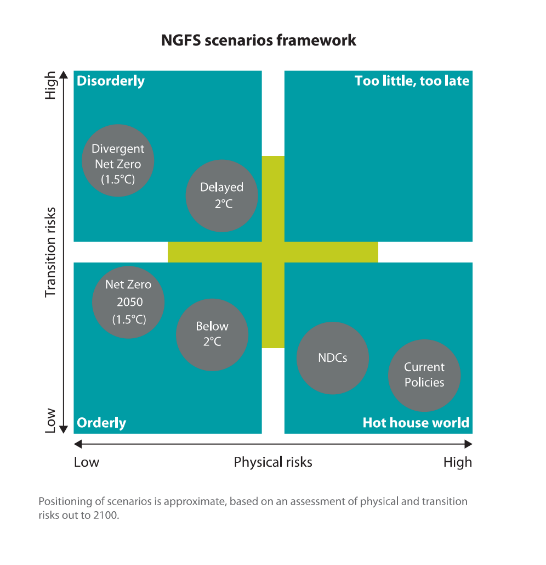 NGFS scenarios framework
High
Disorderly
Too little, too late
Divergent
Net Zero
(1.5°C)
Delayed
2°C
Transition risks
Net Zero
2050
(1.5°C)
Below
2°C
NDCs
Current
Policies
Low
Orderly
Hot house world
Low
Physical risks
High
Positioning of scenarios is approximate, based on an assessment of physical and transition
risks out to 2100.